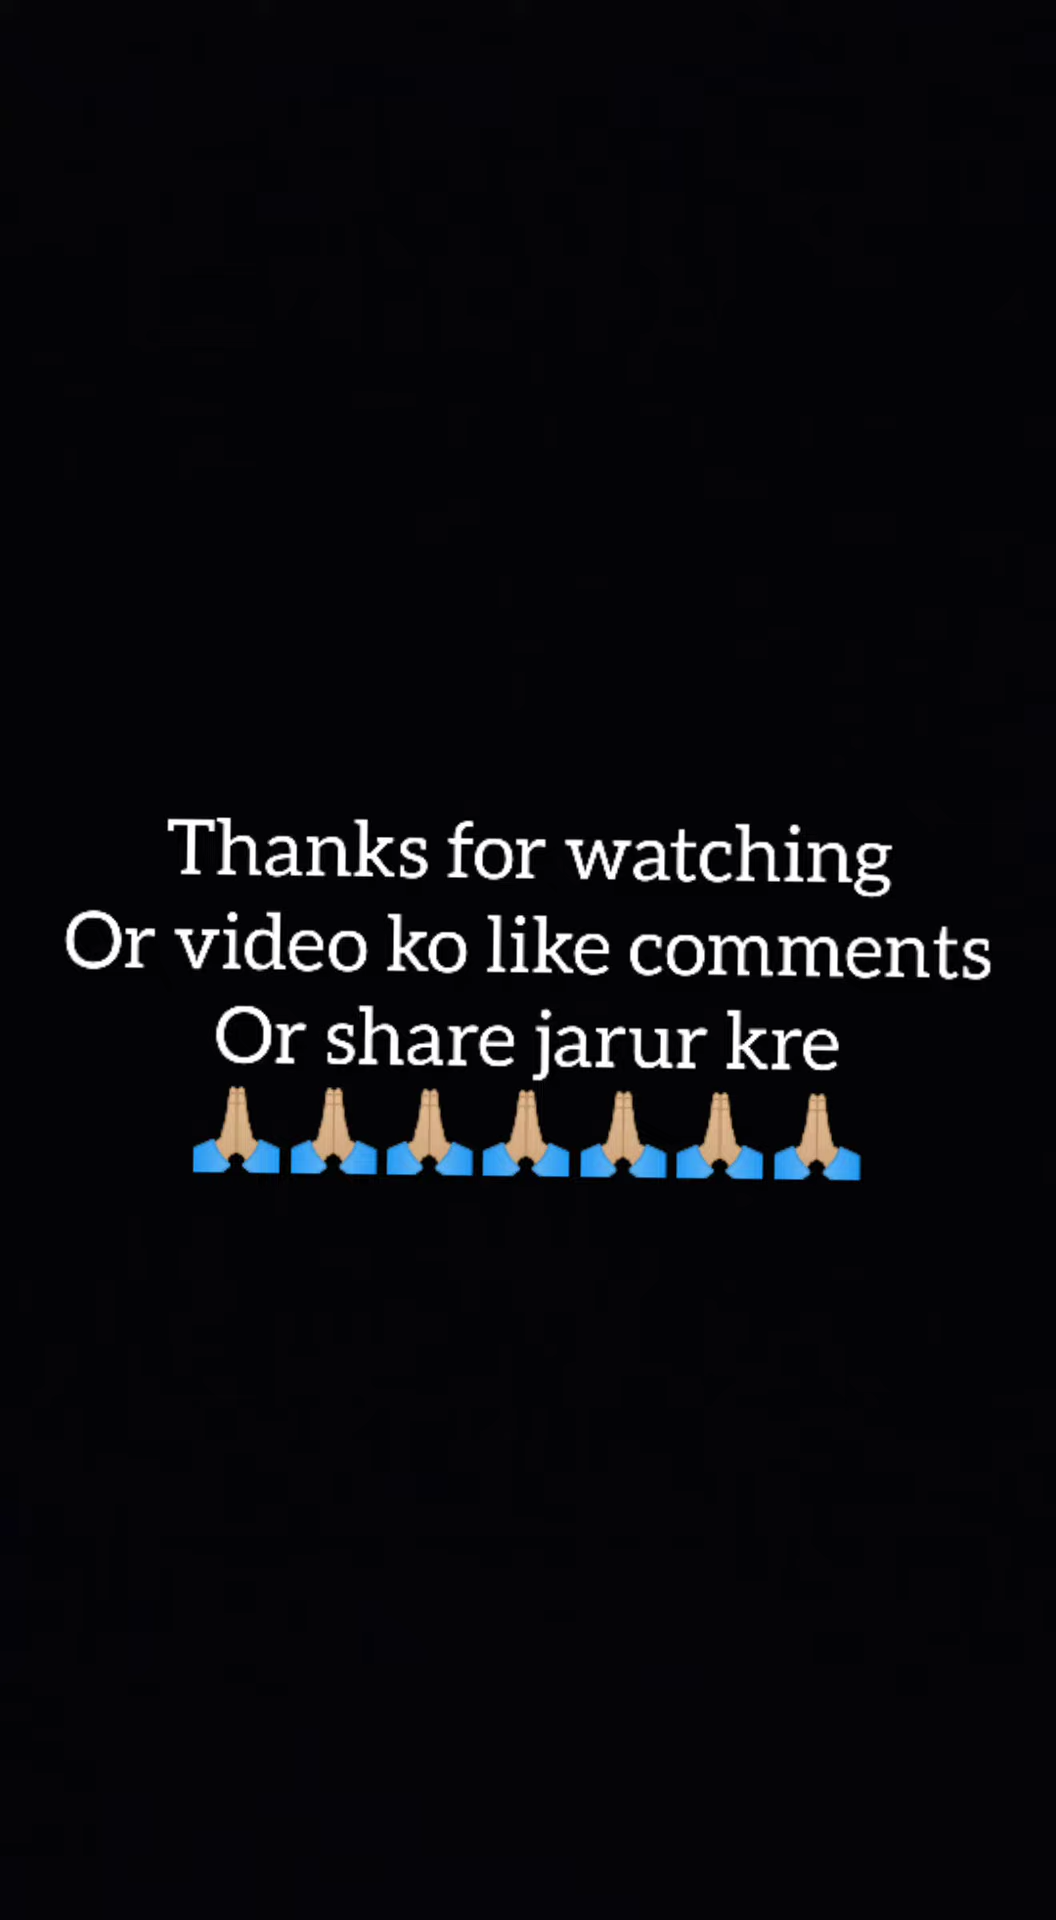 Thanks for watching
Or video ko like comments
Or share jarur kre
🙏🏼🙏🏼🙏🏼🙏🏼🙏🏼🙏🏼🙏🏼